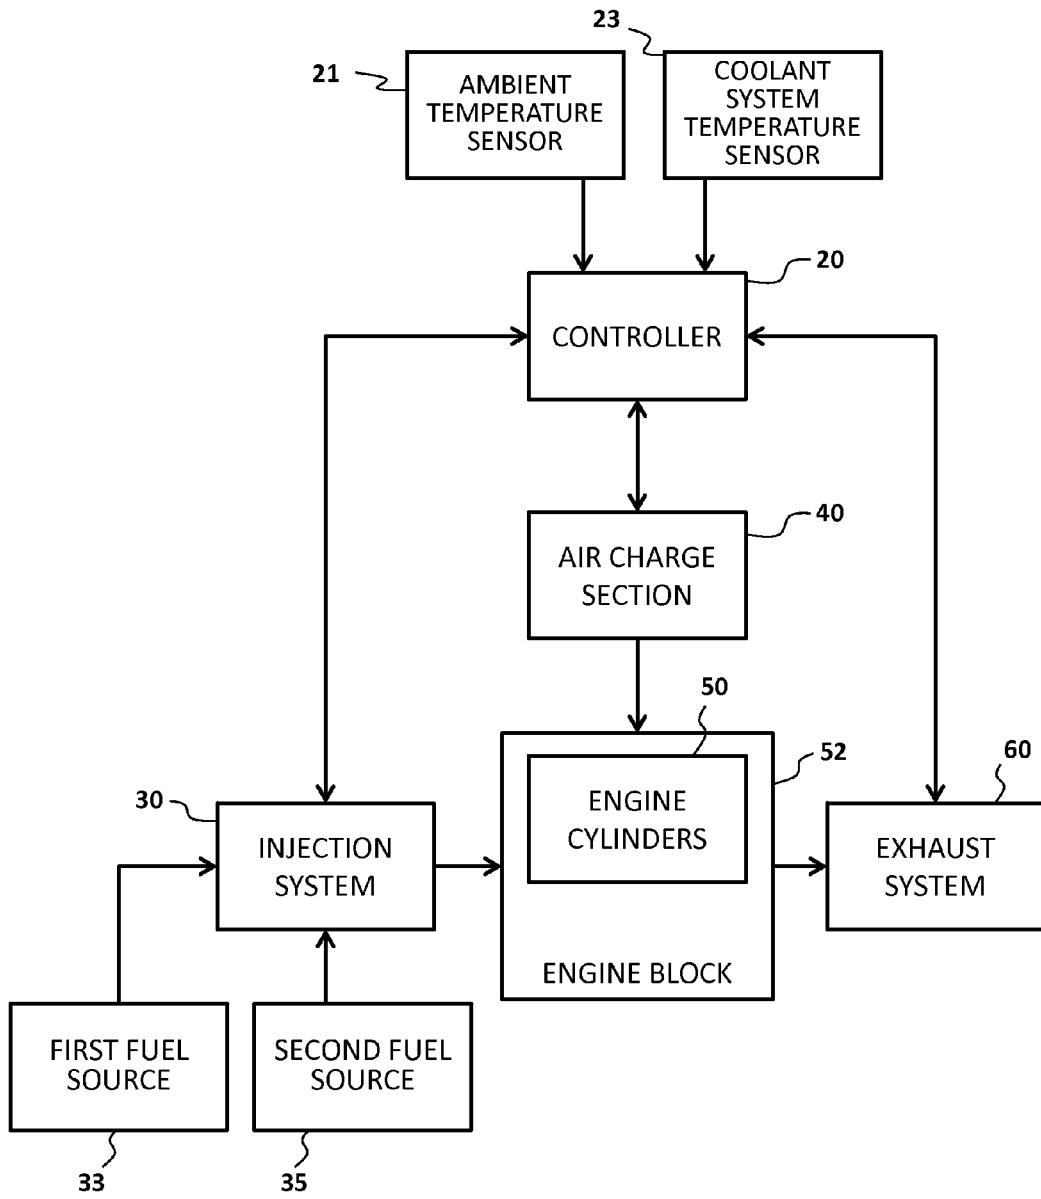 23
21
AMBIENT
TEMPERATURE
SENSOR
COOLANT
SYSTEM
TEMPERATURE
SENSOR
20
CONTROLLER
40
AIR CHARGE
SECTION
50
52
60
30
ENGINE
CYLINDERS
INJECTION
SYSTEM
EXHAUST
SYSTEM
ENGINE BLOCK
FIRST FUEL
SOURCE
SECOND FUEL
SOURCE
33
35